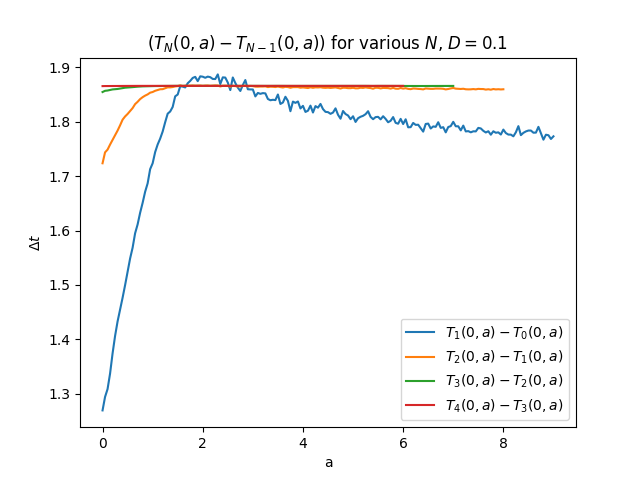 (T_N(0, a) − T_{N−1}(0, a)) for various N, D = 0.1
1.9
1.8
1.7
1.6
1.5
1.4
1.3
Δt
T_1(0, a) − T_0(0, a)
T_2(0, a) − T_1(0, a)
T_3(0, a) − T_2(0, a)
T_4(0, a) − T_3(0, a)
0 2 4 6 8
a